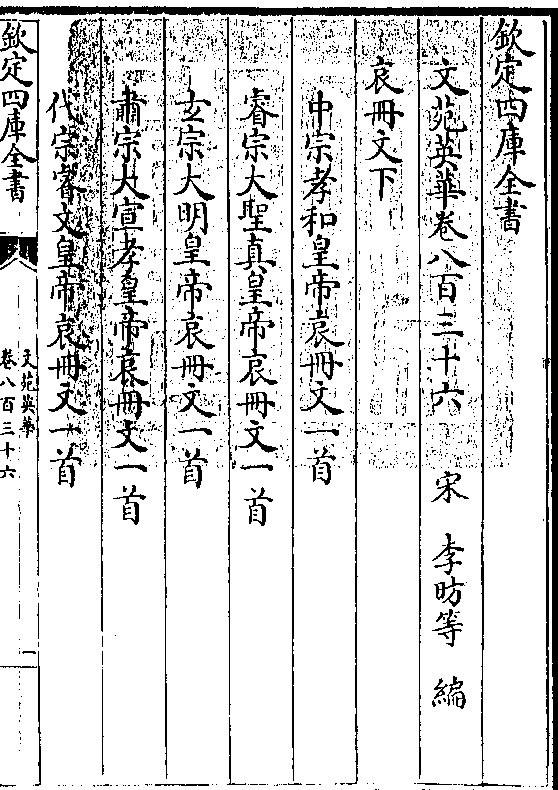 欽定四庫全書
文苑英華卷八百三十六 宋 李昉等 編
哀冊文下
中宗孝和皇帝哀冊文一首
睿宗大聖真皇帝哀冊文一首
玄宗大明皇帝哀冊文一首
肅宗大宣孝皇帝哀冊文一首
代宗睿文皇帝哀冊文一首
欽定四庫全書
文苑英華
卷八百三十六
一